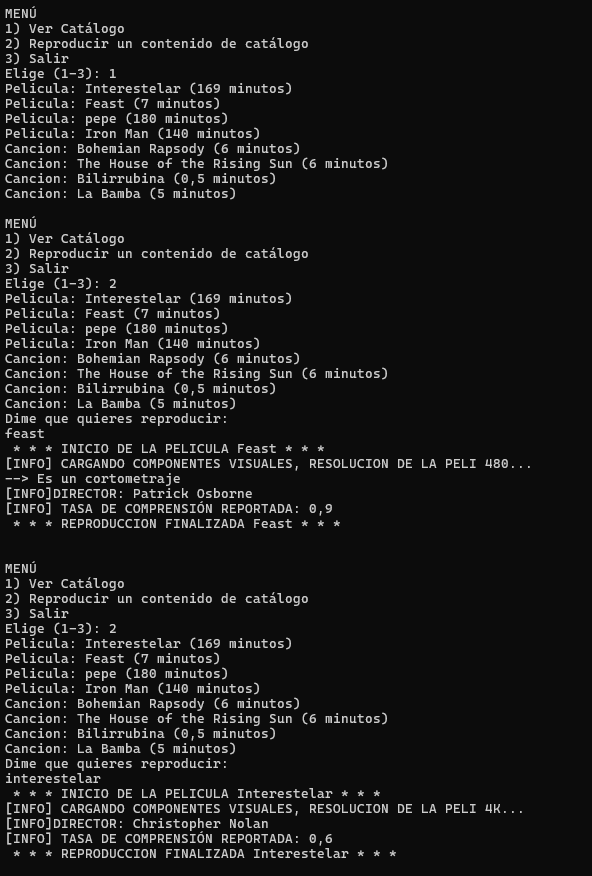 MENÚ
1) Ver Catálogo
2) Reproducir un contenido de catálogo
3) Salir
Elige (1-3): 1
Pelicula: Interestelar (169 minutos)
Pelicula: Feast (7 minutos)
Pelicula: pepe (180 minutos)
Pelicula: Iron Man (140 minutos)
Cancion: Bohemian Rapsody (6 minutos)
Cancion: The House of the Rising Sun (6 minutos)
Cancion: Bilirrubina (0,5 minutos)
Cancion: La Bamba (5 minutos)

MENÚ
1) Ver Catálogo
2) Reproducir un contenido de catálogo
3) Salir
Elige (1-3): 2
Pelicula: Interestelar (169 minutos)
Pelicula: Feast (7 minutos)
Pelicula: pepe (180 minutos)
Pelicula: Iron Man (140 minutos)
Cancion: Bohemian Rapsody (6 minutos)
Cancion: The House of the Rising Sun (6 minutos)
Cancion: Bilirrubina (0,5 minutos)
Cancion: La Bamba (5 minutos)
Dime que quieres reproducir:
feast
 * * * INICIO DE LA PELICULA Feast * * *
[INFO] CARGANDO COMPONENTES VISUALES, RESOLUCION DE LA PELI 480...
--> Es un cortometraje
[INFO]DIRECTOR: Patrick Osborne
[INFO] TASA DE COMPRENSIÓN REPORTADA: 0,9
 * * * REPRODUCCION FINALIZADA Feast * * *

MENÚ
1) Ver Catálogo
2) Reproducir un contenido de catálogo
3) Salir
Elige (1-3): 2
Pelicula: Interestelar (169 minutos)
Pelicula: Feast (7 minutos)
Pelicula: pepe (180 minutos)
Pelicula: Iron Man (140 minutos)
Cancion: Bohemian Rapsody (6 minutos)
Cancion: The House of the Rising Sun (6 minutos)
Cancion: Bilirrubina (0,5 minutos)
Cancion: La Bamba (5 minutos)
Dime que quieres reproducir:
interestelar
 * * * INICIO DE LA PELICULA Interestelar * * *
[INFO] CARGANDO COMPONENTES VISUALES, RESOLUCION DE LA PELI 4K...
[INFO]DIRECTOR: Christopher Nolan
[INFO] TASA DE COMPRENSIÓN REPORTADA: 0,6
 * * * REPRODUCCION FINALIZADA Interestelar * * *